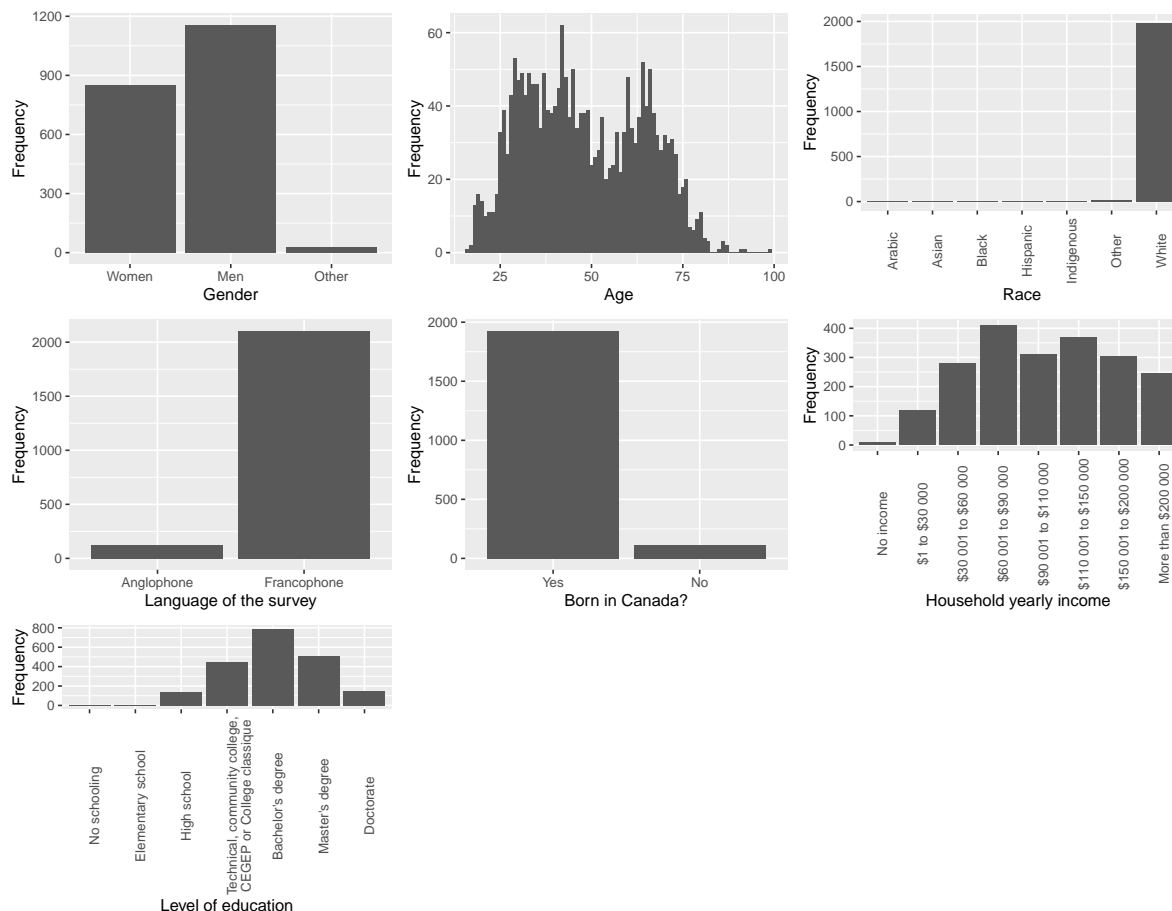 1200
900
600
300
0
Frequency
Women Men Other
Gender
60
40
20
0
Frequency
25 50 75 100
Age
2000
1500
1000
500
0
Frequency
Arabic
Asian
Black
Hispanic
Indigenous
Other
White
Race
2000
1500
1000
500
0
Frequency
Anglophone Francophone
Language of the survey
2000
1500
1000
500
0
Frequency
Yes No
Born in Canada?
400
300
200
100
0
Frequency
No income
$1 to $30 000
$30 001 to $60 000
$60 001 to $90 000
$90 001 to $110 000
$110 001 to $150 000
$150 001 to $200 000
More than $200 000
Household yearly income
800
600
400
200
0
Frequency
No schooling
Elementary school
High school
Technical, community college,
CEGEP or College classique
Bachelor's degree
Master's degree
Doctorate
Level of education